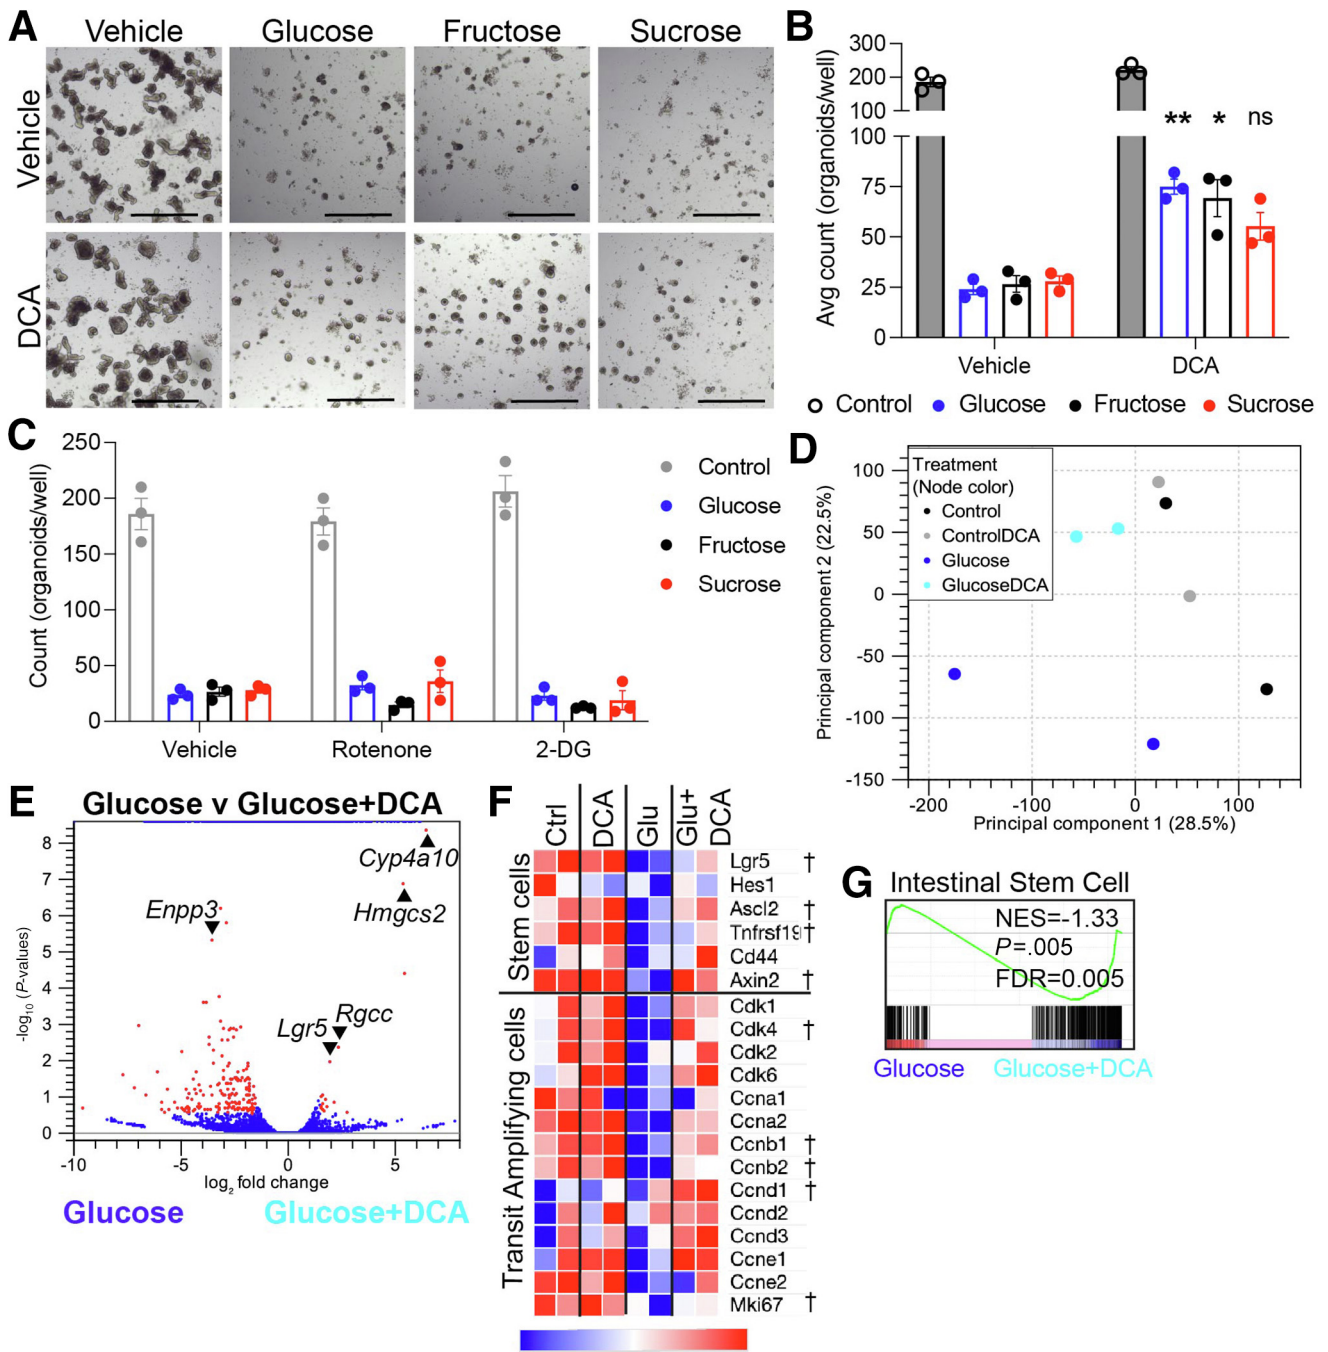 A
Vehicle
Glucose
Fructose
Sucrose
Vehicle
DCA
B
Avg count (organoids/well)
300
200
100
100
75
50
25
0
** * ns
Vehicle
DCA
Control
Glucose
Fructose
Sucrose
C
Count (organoids/well)
250
200
150
100
50
0
Vehicle
Rotenone
2-DG
Control
Glucose
Fructose
Sucrose
D
Principal component 2 (22.5%)
100
50
0
-50
-100
-150
Treatment
(Node color)
Control
ControlDCA
Glucose
GlucoseDCA
-200
-100
0
100
Principal component 1 (28.5%)
E
Glucose v Glucose+DCA
-log10 (P-values)
8
7
6
5
4
3
2
1
0
Cyp4a10
Hmgcs2
Enpp3
Rgcc
Lgr5
-10
-5
0
5
log2 fold change
Glucose
Glucose+DCA
F
Ctrl
DCA
Glu
Glu+
DCA
Stem cells
Transit Amplifying cells
Lgr5 †
Hes1
Ascl2 †
Tnfrsf19 †
Cd44
Axin2 †
Cdk1
Cdk4 †
Cdk2
Cdk6
Ccna1
Ccna2
Ccnb1 †
Ccnb2 †
Ccnd1 †
Ccnd2
Ccnd3
Ccne1
Ccne2
Mki67 †
G
Intestinal Stem Cell
NES=-1.33
P=.005
FDR=0.005
Glucose
Glucose+DCA